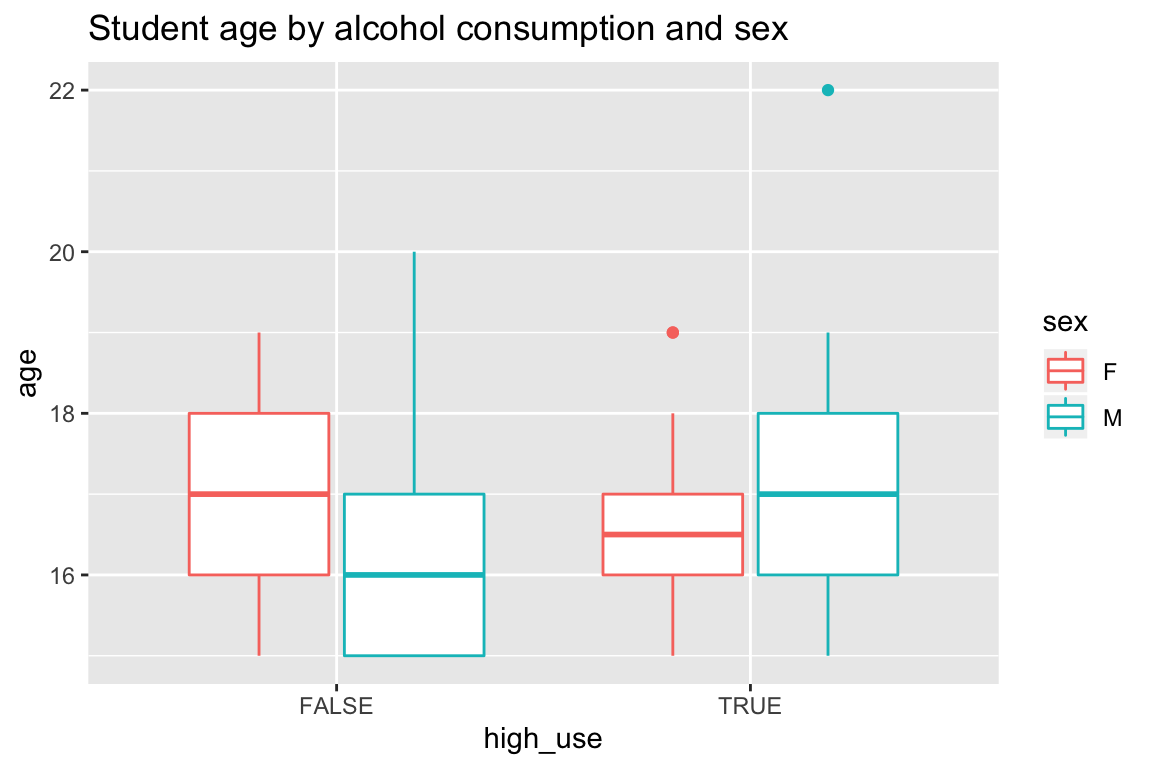 Student age by alcohol consumption and sex
22
20
18
16
age
FALSE
TRUE
high_use
sex
F
M